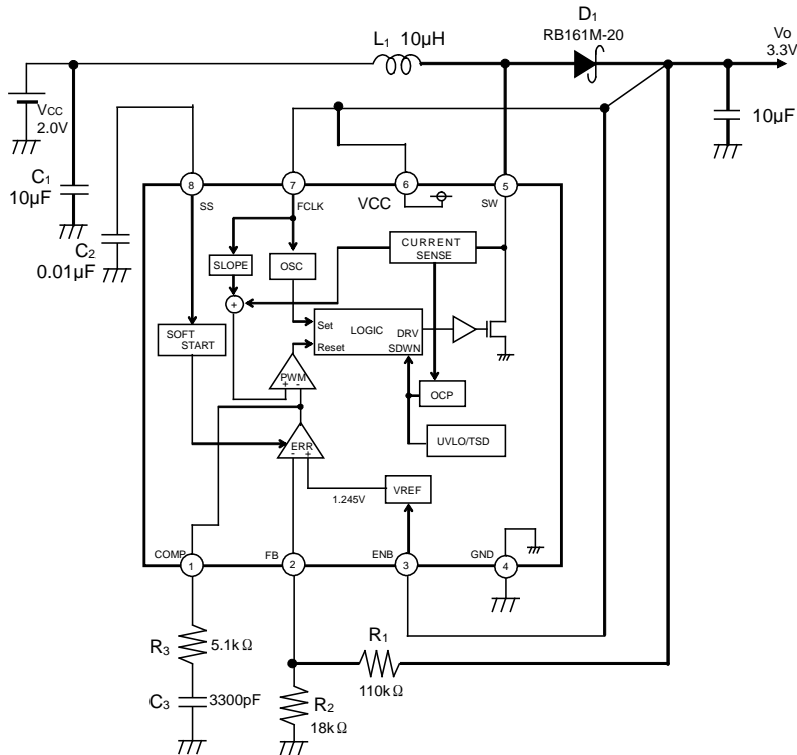 D1
RB161M-20
L1 10μH
Vo
3.3V
VCC
2.0V
10μF
C1
10μF
C2
0.01μF
8
7
6
5
SS
FCLK
VCC
SW
SLOPE
OSC
CURRENT
SENSE
+
SOFT
START
Set
LOGIC
DRV
Reset
SDWN
PWM
+ -
OCP
ERR
- +
UVLO/TSD
1.245V
VREF
COMP
FB
ENB
GND
1
2
3
4
R3
5.1kΩ
R1
110kΩ
C3
3300pF
R2
18kΩ